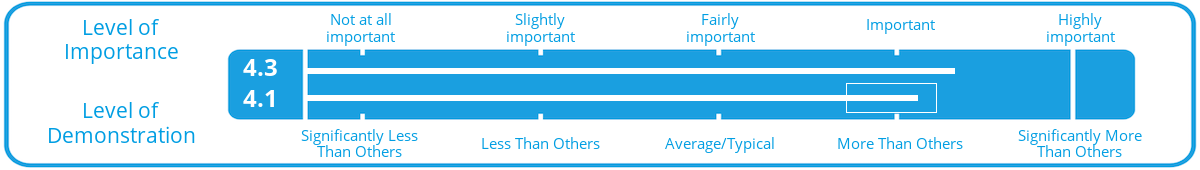 Level of
Importance
Not at all
important
Slightly
important
Fairly
important
Important
Highly
important
4.3
4.1
Level of
Demonstration
Significantly Less
Than Others
Less Than Others
Average/Typical
More Than Others
Significantly More
Than Others